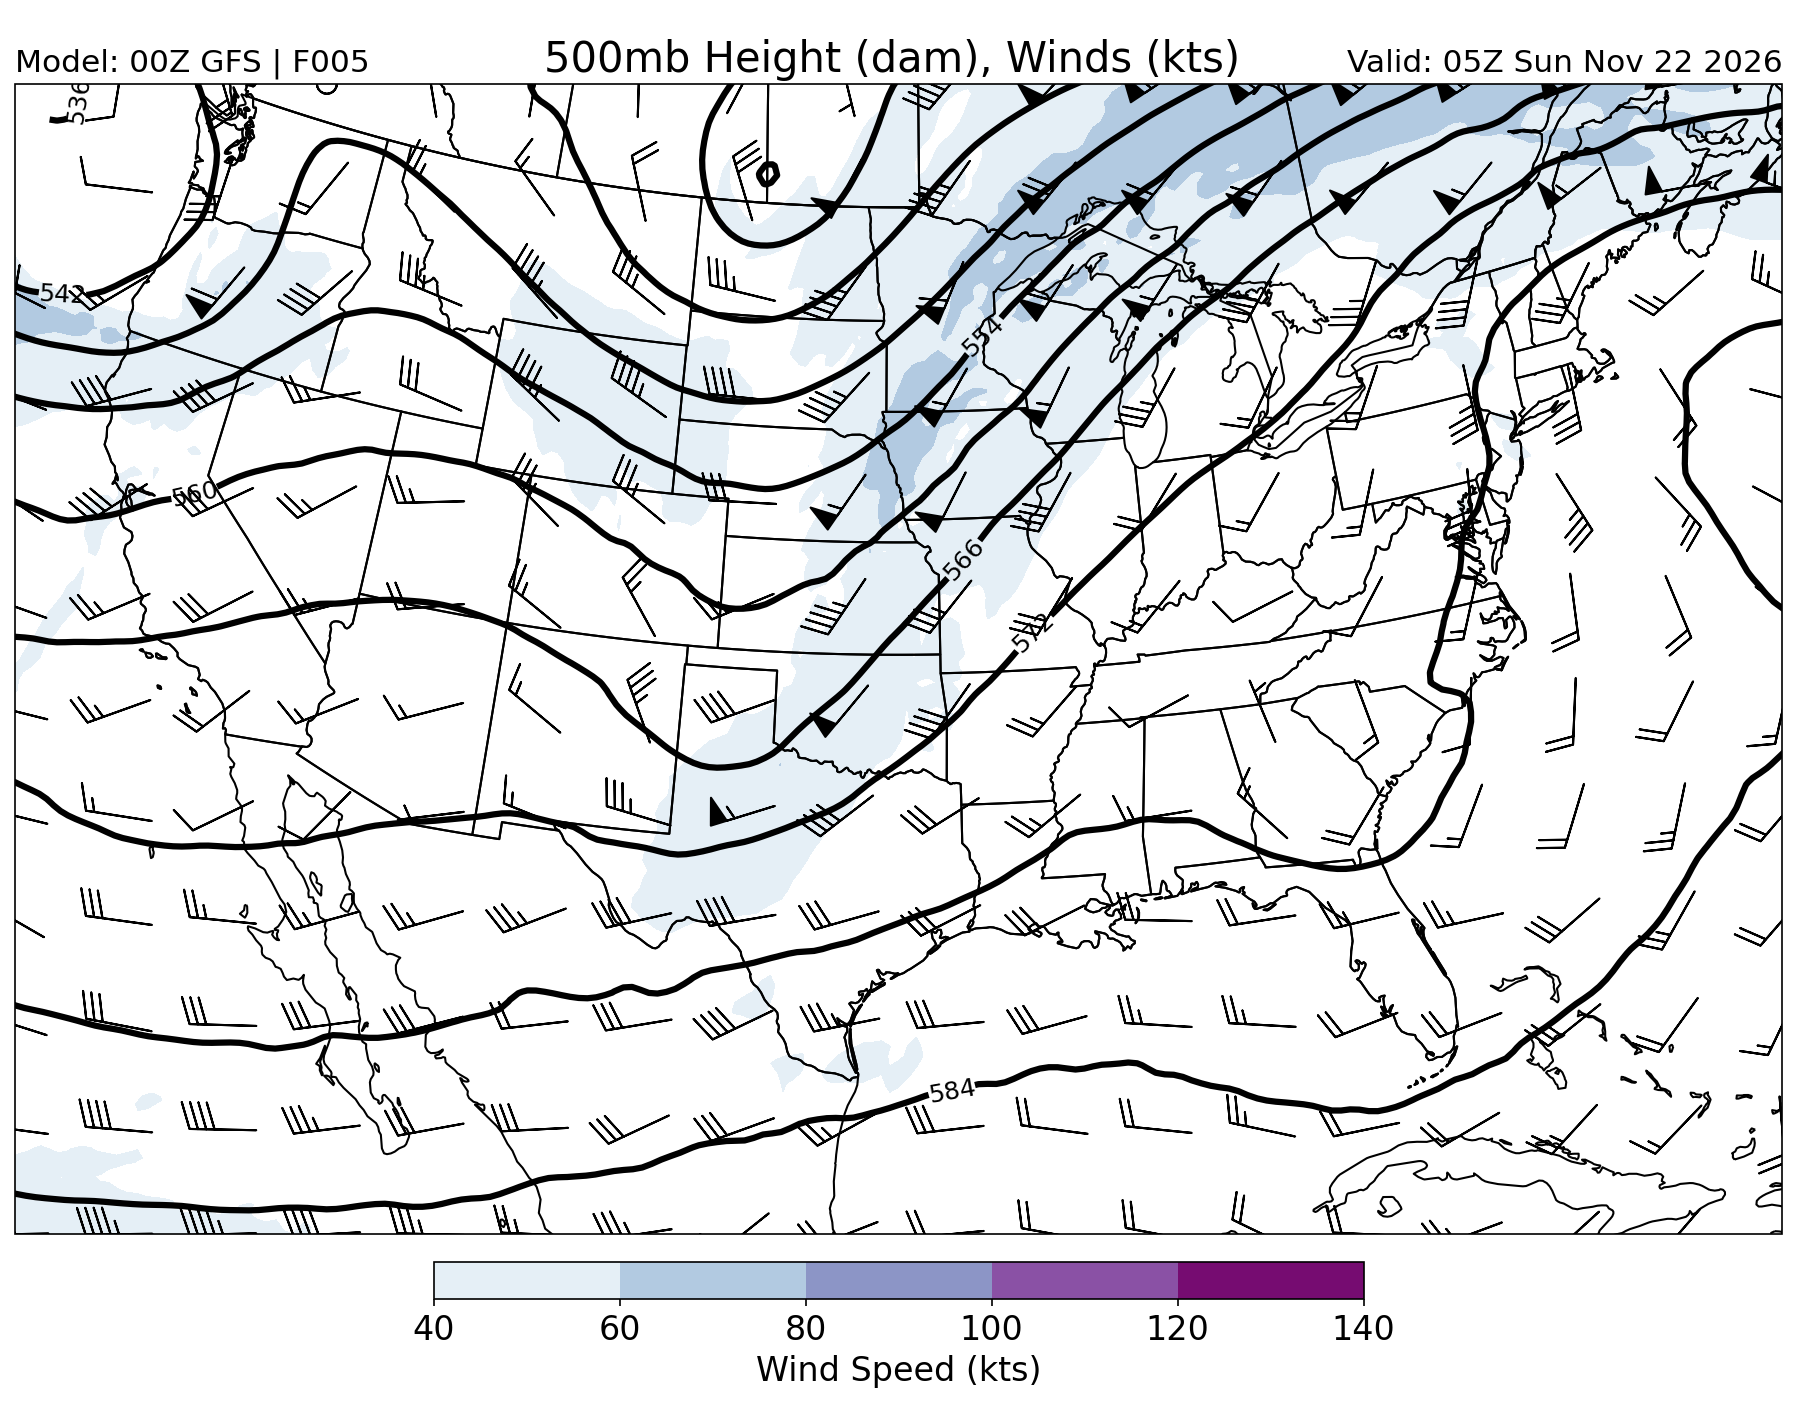 Model: 00Z GFS | F005
500mb Height (dam), Winds (kts)
Valid: 05Z Sun Nov 22 2026
536
542
554
560
566
572
584
40 60 80 100 120 140
Wind Speed (kts)